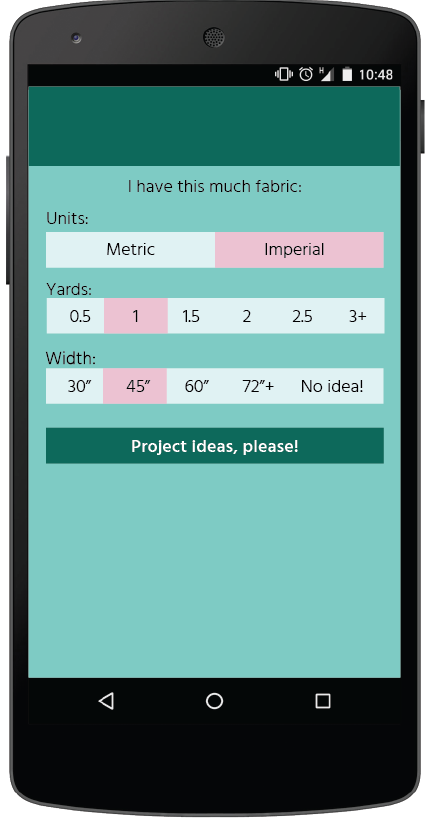 H 10:48
I have this much fabric:
Units:
Metric Imperial
Yards:
0.5 1 1.5 2 2.5 3+
Width:
30” 45” 60” 72”+ No idea!
Project ideas, please!